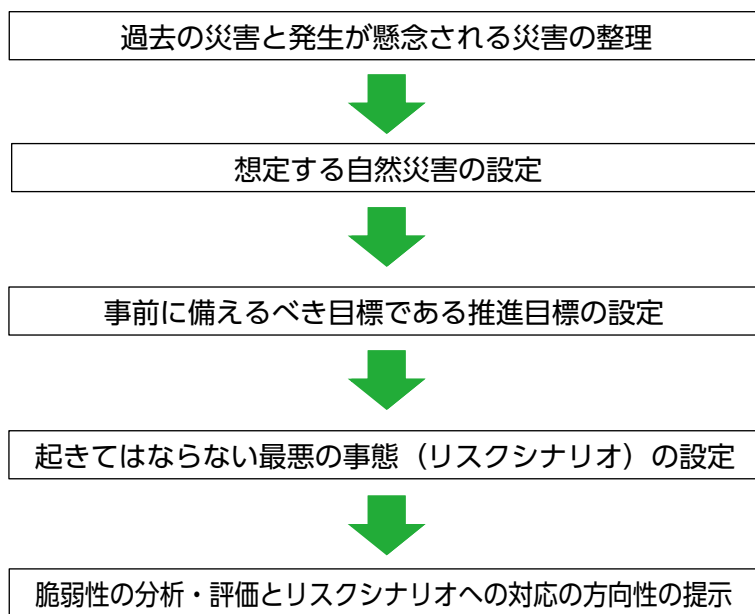 過去の災害と発生が懸念される災害の整理
想定する自然災害の設定
事前に備えるべき目標である推進目標の設定
起きてはならない最悪の事態（リスクシナリオ）の設定
脆弱性の分析・評価とリスクシナリオへの対応の方向性の提示